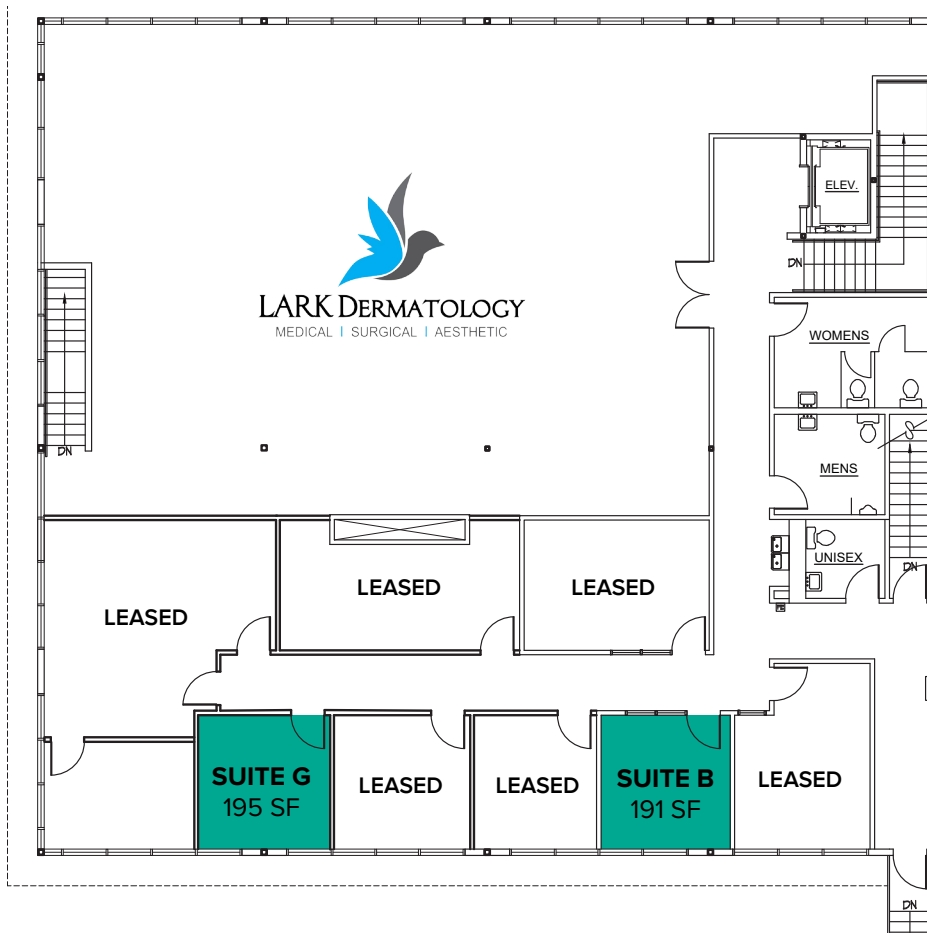 ELEV.
DN
LARK DERMATOLOGY
MEDICAL | SURGICAL | AESTHETIC
WOMENS
DN
MENS
UNISEX
DN
LEASED
LEASED
LEASED
SUITE G
195 SF
LEASED
LEASED
SUITE B
191 SF
LEASED
DN